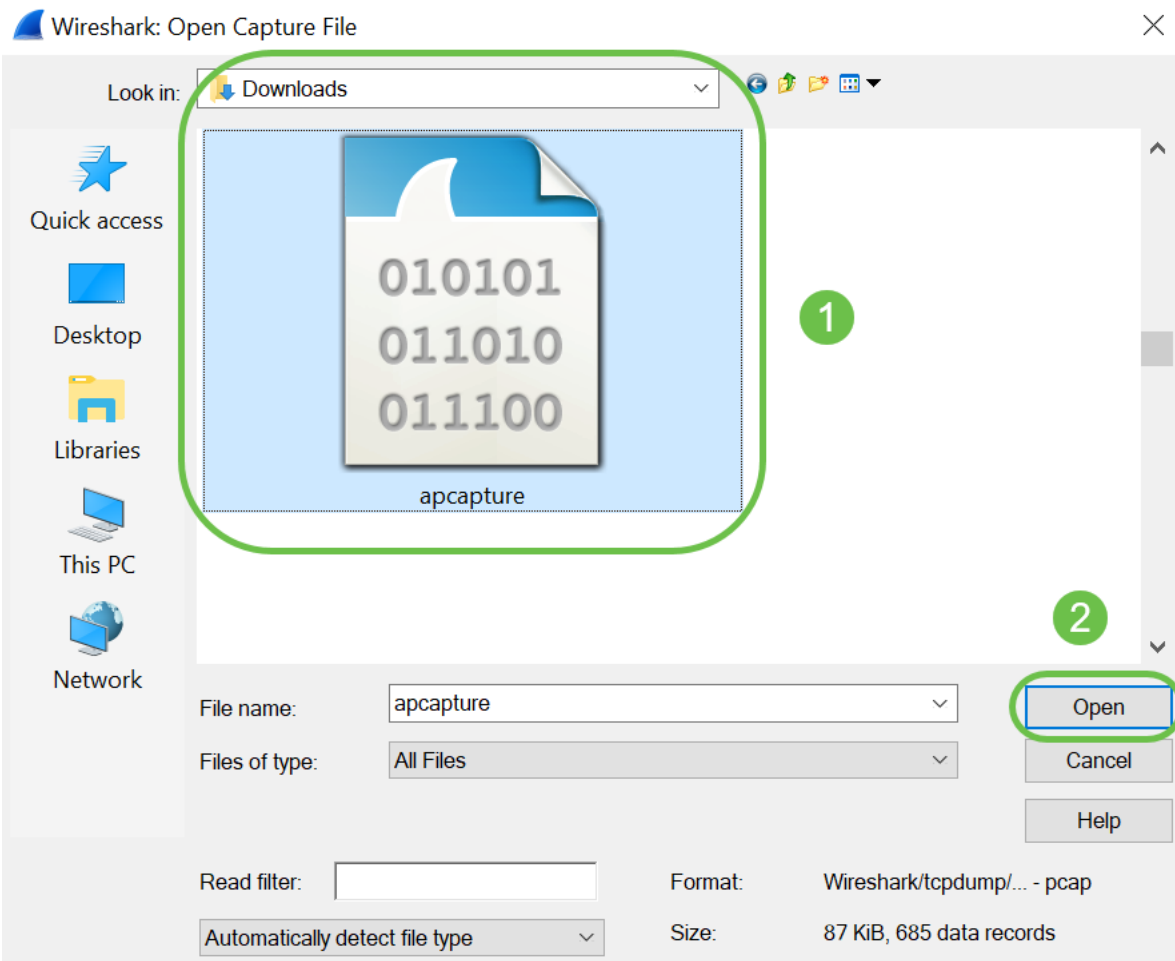 Wireshark: Open Capture File
Look in: Downloads
Quick access
Desktop
Libraries
This PC
Network
010101
011010
011100
apcapture
1
2
File name: apcapture Open
Files of type: All Files Cancel
Help
Read filter: Format: Wireshark/tcpdump/... - pcap
Automatically detect file type Size: 87 KiB, 685 data records